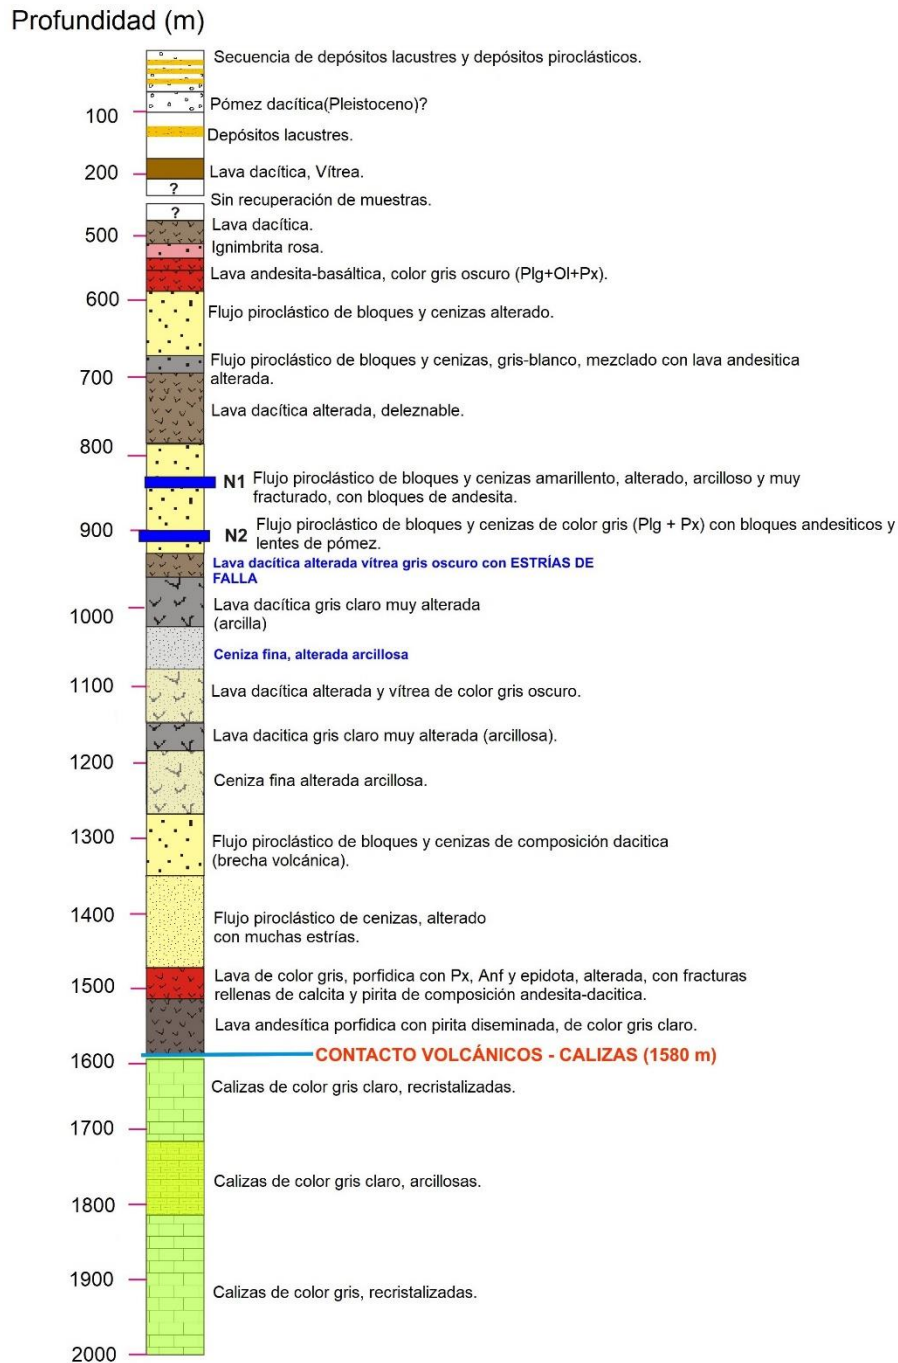 Profundidad (m)
Secuencia de depósitos lacustres y depósitos piroclásticos.
Pómez dacítica(Pleistoceno)?
100
Depósitos lacustres.
200
Lava dacítica, Vítrea.
?
Sin recuperación de muestras.
?
Lava dacítica.
500
Ignimbrita rosa.
Lava andesita-basáltica, color gris oscuro (Plg+Ol+Px).
600
Flujo piroclástico de bloques y cenizas alterado.
Flujo piroclástico de bloques y cenizas, gris-blanco, mezclado con lava andesitica
alterada.
700
Lava dacítica alterada, deleznable.
800
N1 Flujo piroclástico de bloques y cenizas amarillento, alterado, arcilloso y muy
fracturado, con bloques de andesita.
900
N2 Flujo piroclástico de bloques y cenizas de color gris (Plg + Px) con bloques andesiticos y
lentes de pómez.
Lava dacítica alterada vítrea gris oscuro con ESTRÍAS DE
FALLA
1000
Lava dacítica gris claro muy alterada
(arcilla)
Ceniza fina, alterada arcillosa
1100
Lava dacítica alterada y vítrea de color gris oscuro.
Lava dacitica gris claro muy alterada (arcillosa).
1200
Ceniza fina alterada arcillosa.
1300
Flujo piroclástico de bloques y cenizas de composición dacitica
(brecha volcánica).
1400
Flujo piroclástico de cenizas, alterado
con muchas estrías.
1500
Lava de color gris, porfidica con Px, Anf y epidota, alterada, con fracturas
rellenas de calcita y pirita de composición andesita-dacitica.
Lava andesítica porfidica con pirita diseminada, de color gris claro.
CONTACTO VOLCÁNICOS - CALIZAS (1580 m)
1600
Calizas de color gris claro, recristalizadas.
1700
Calizas de color gris claro, arcillosas.
1800
1900
Calizas de color gris, recristalizadas.
2000